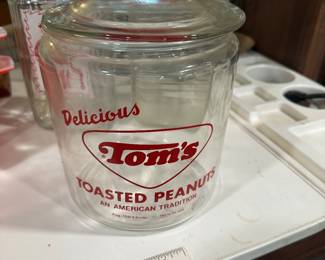 Delicious
Tom's
TOASTED PEANUTS
AN AMERICAN TRADITION